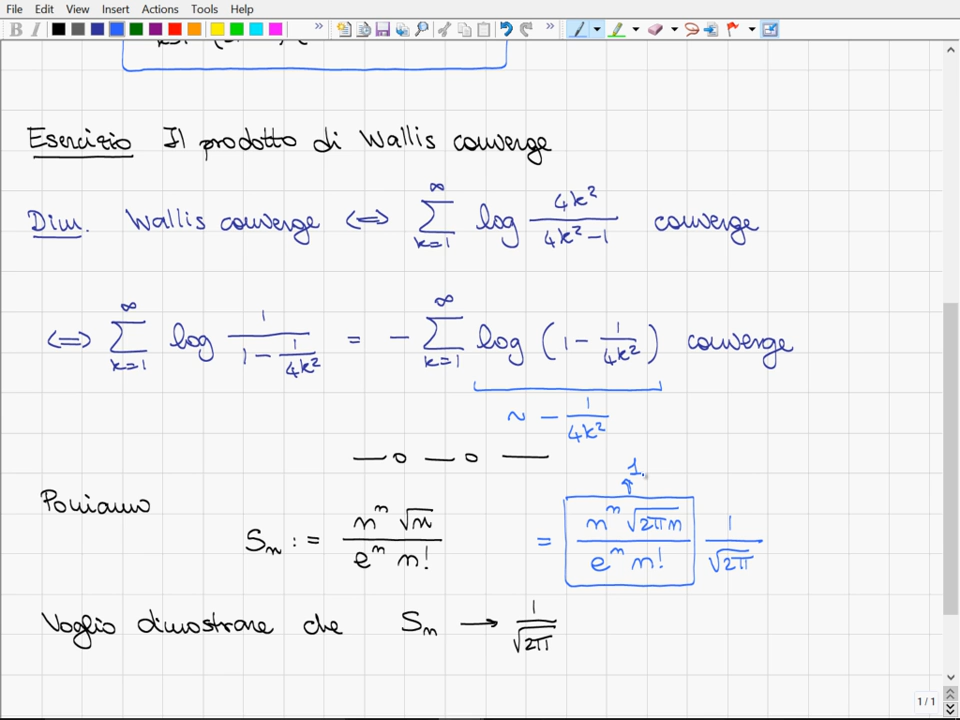 File Edit View Insert Actions Tools Help
B I » »
Esercizio Il prodotto di Wallis converge
Dim. Wallis converge <=> ∑_{k=1}^{∞} log 4k²/(4k²-1) converge
<=> ∑_{k=1}^{∞} log 1/(1 - 1/(4k²)) = - ∑_{k=1}^{∞} log (1 - 1/(4k²)) converge
~ - 1/(4k²)
1.
Poniamo
S_n := n^n √n / (e^n n!) = n^n √(2πn) / (e^n n!) 1/√(2π)
Voglio dimostrare che S_n → 1/√(2π)
1 / 1